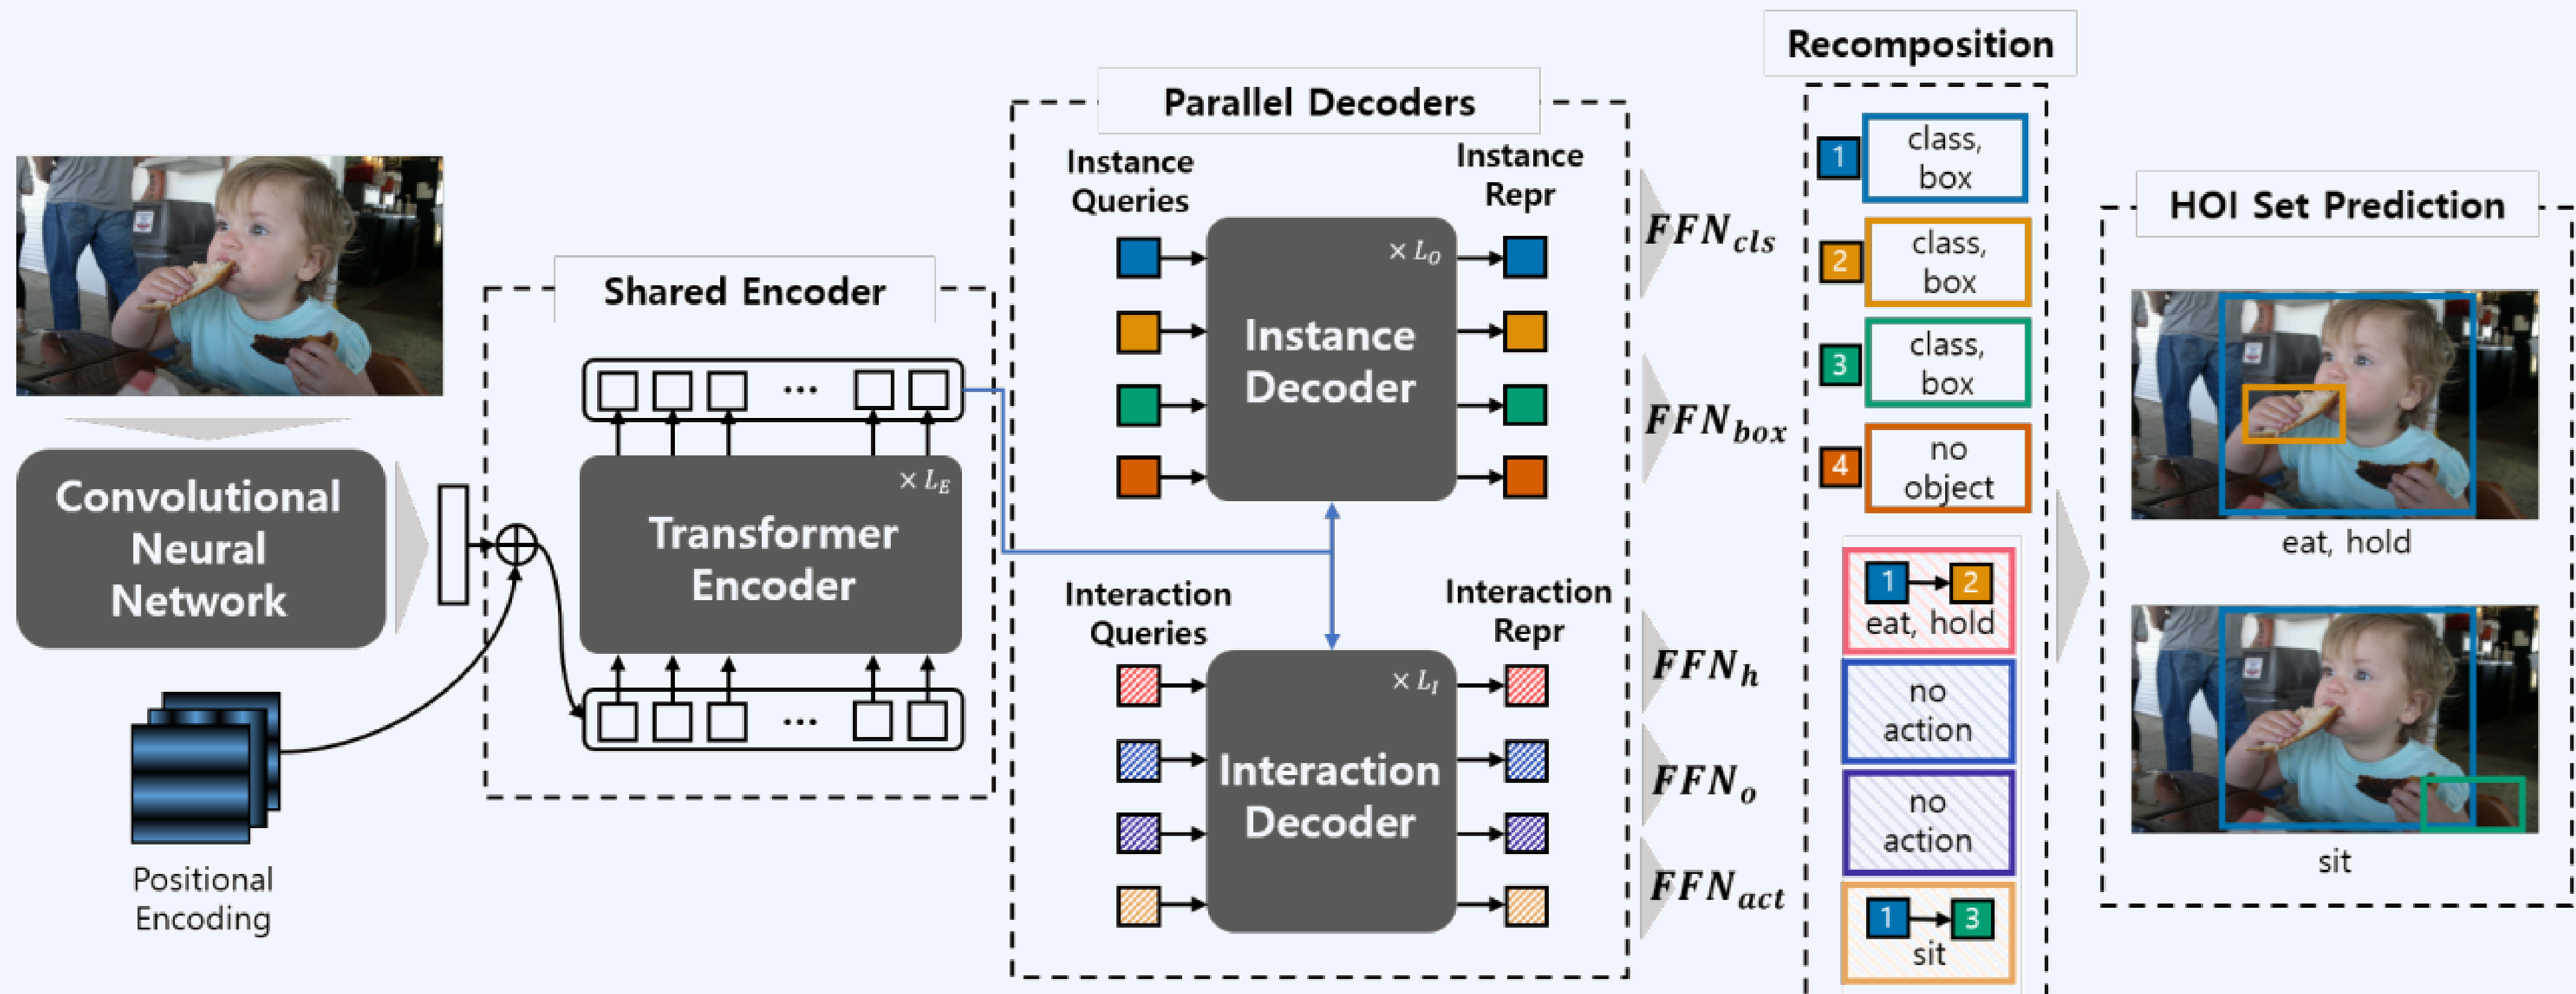 Recomposition
Parallel Decoders
Instance
Queries
Instance
Repr
× L_O
Instance
Decoder
Interaction
Queries
Interaction
Repr
× L_I
Interaction
Decoder
Shared Encoder
× L_E
Transformer
Encoder
...
...
Convolutional
Neural
Network
Positional
Encoding
FFN_cls
FFN_box
FFN_h
FFN_o
FFN_act
1
class,
box
2
class,
box
3
class,
box
4
no
object
1 2
eat, hold
no
action
no
action
1 3
sit
HOI Set Prediction
eat, hold
sit